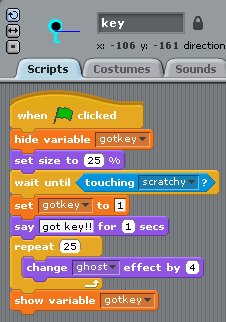 key
x: -106 y: -161 direction
Scripts Costumes Sounds
when clicked
hide variable gotkey
set size to 25 %
wait until touching scratchy ?
set gotkey to 1
say got key!! for 1 secs
repeat 25
change ghost effect by 4
show variable gotkey